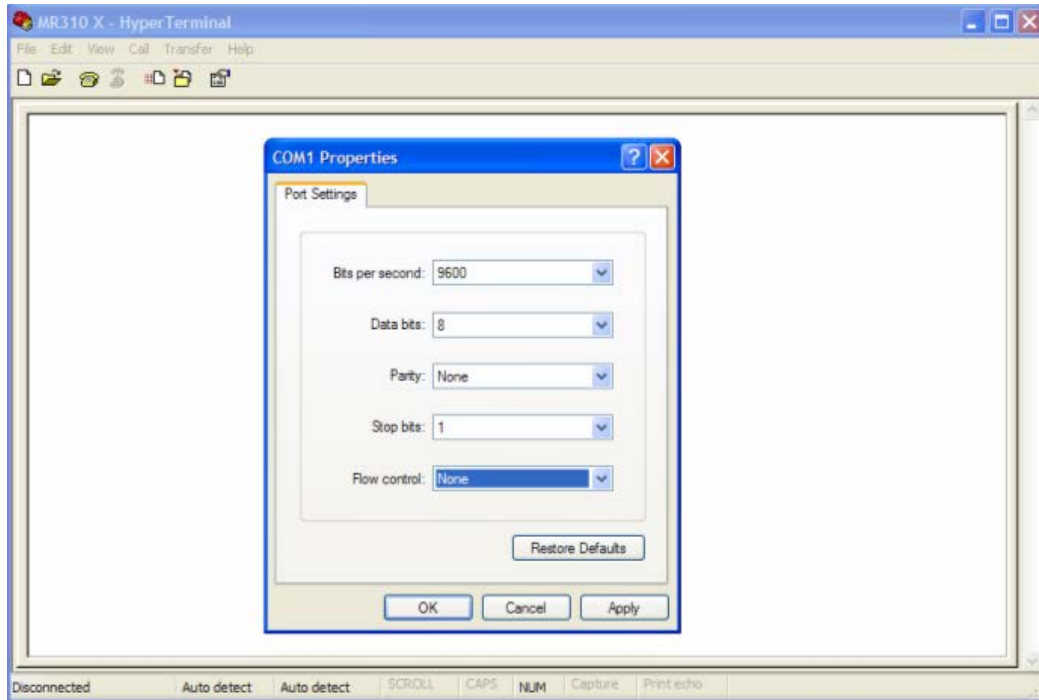 MR310 X - HyperTerminal
File Edit View Call Transfer Help
COM1 Properties
Port Settings
Bits per second: 9600
Data bits: 8
Parity: None
Stop bits: 1
Flow control: None
Restore Defaults
OK Cancel Apply
Disconnected Auto detect Auto detect SCROLL CAPS NUM Capture Print echo